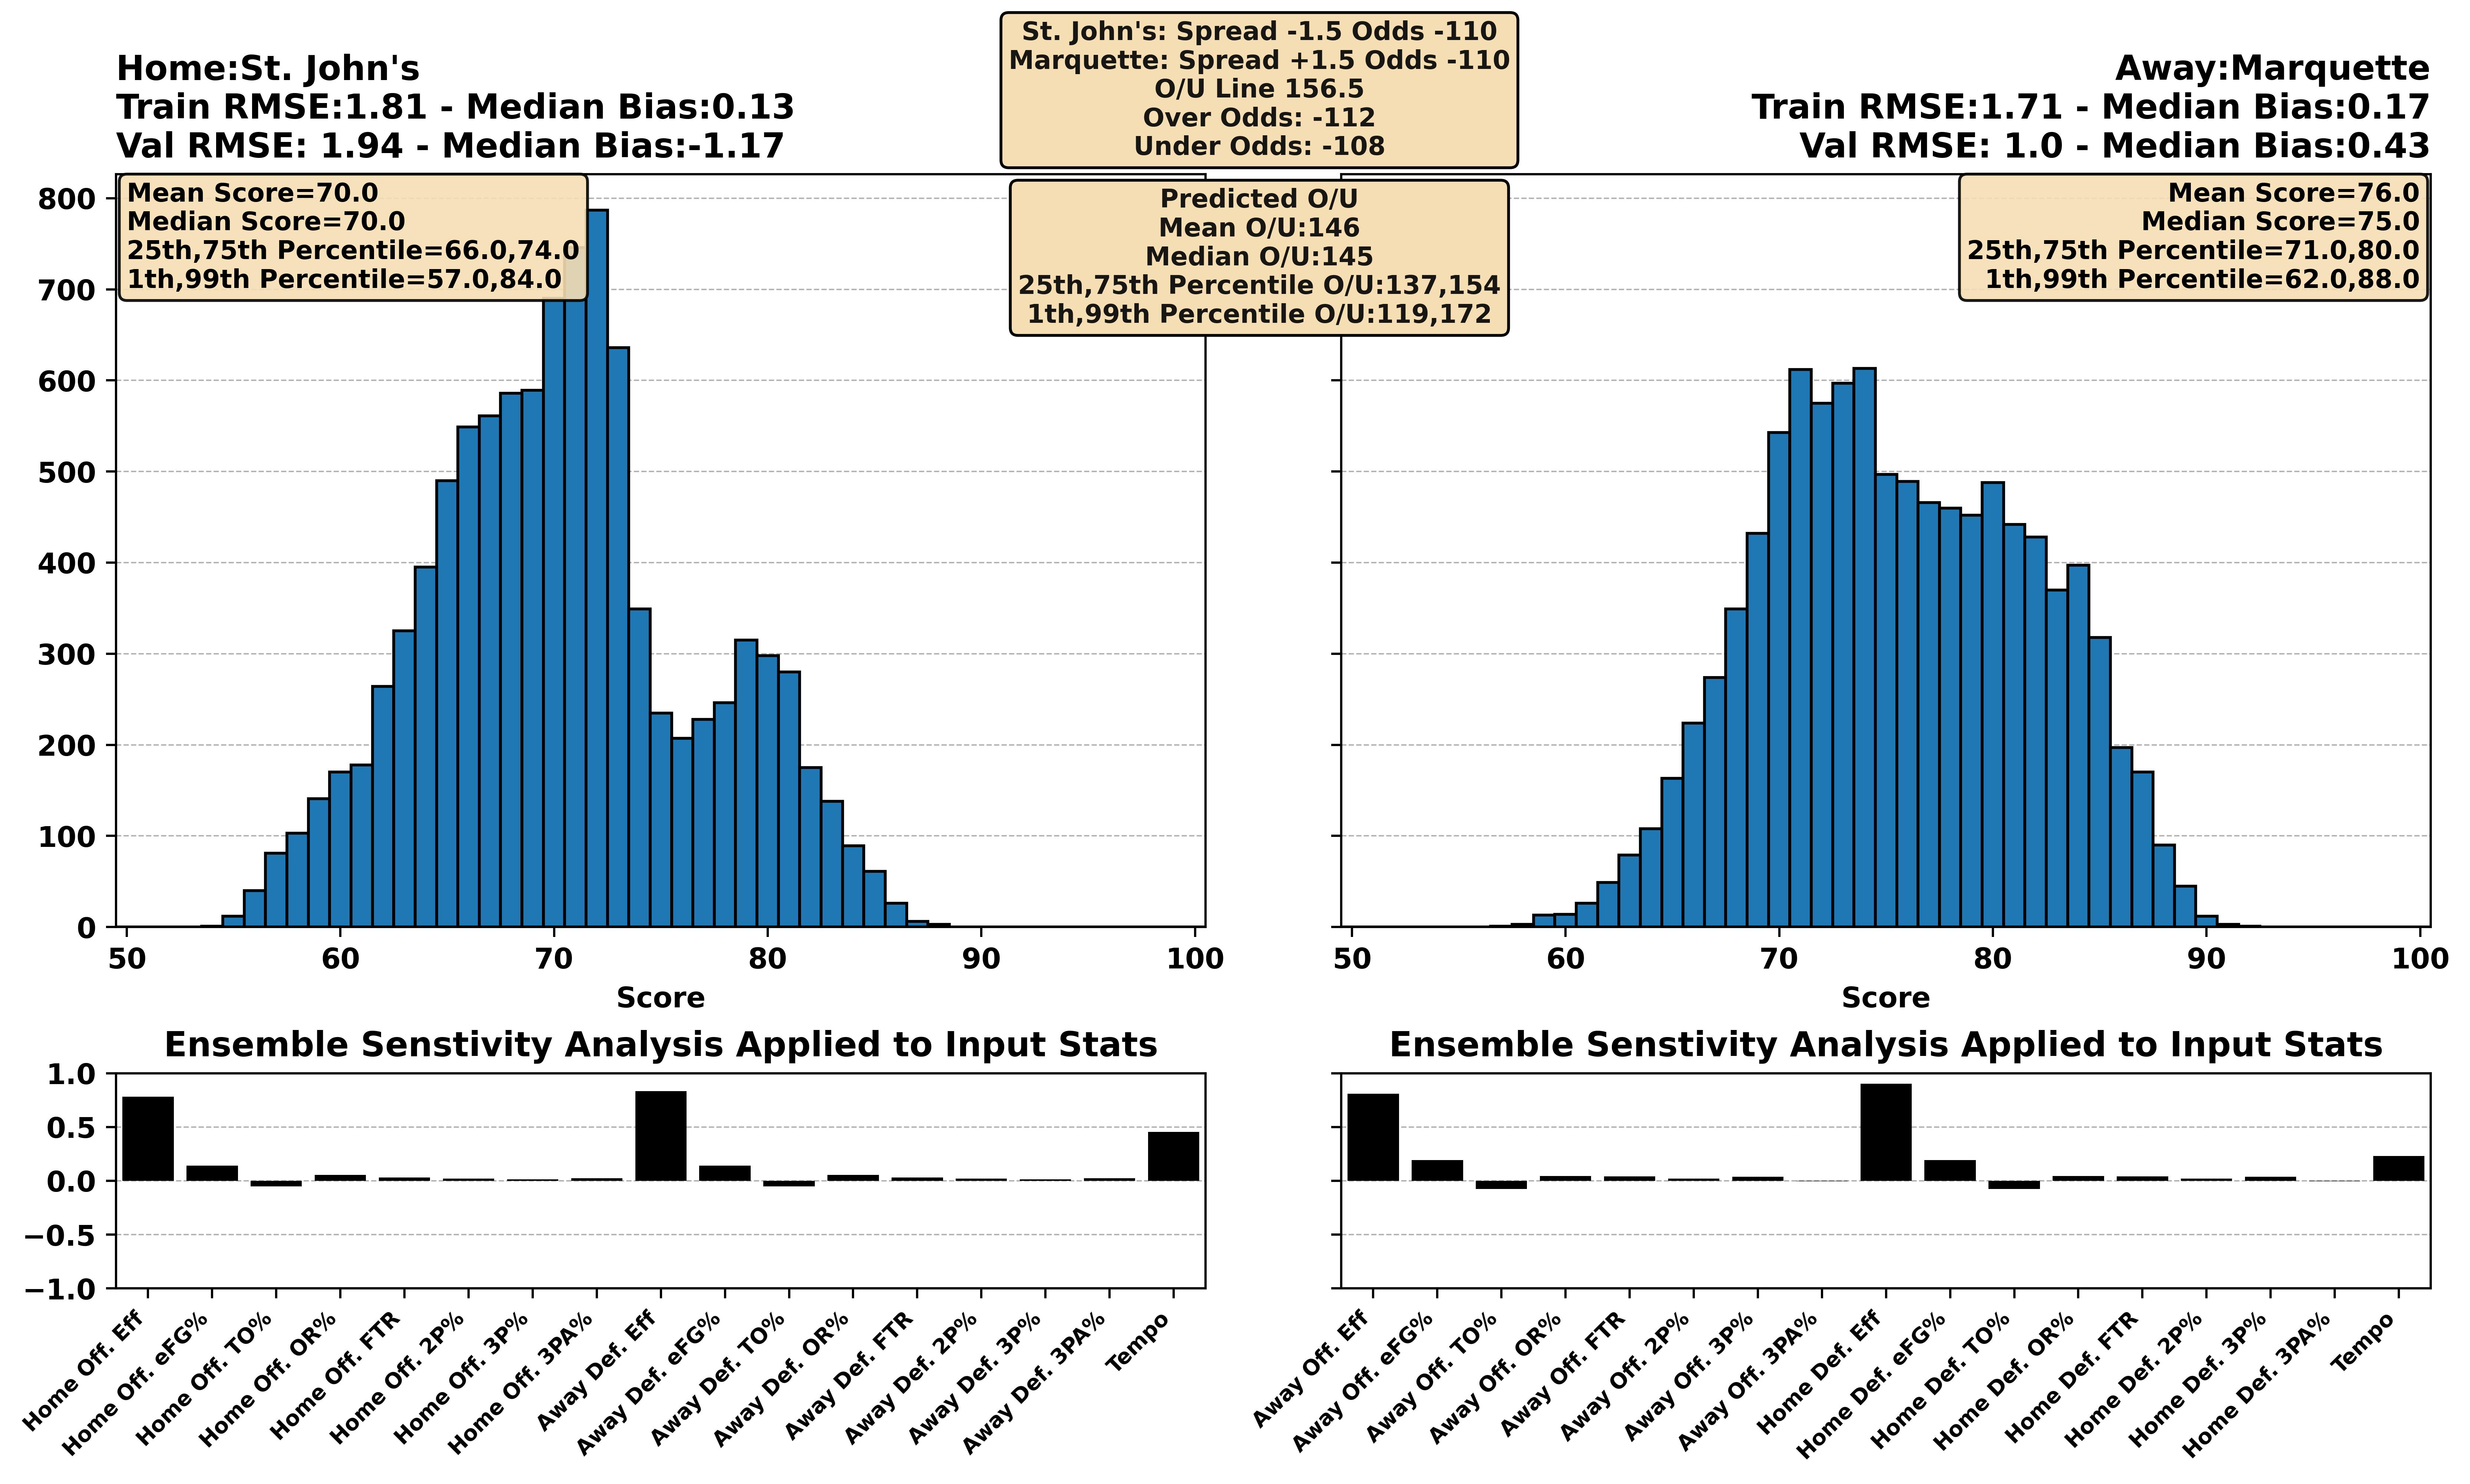 St. John's: Spread -1.5 Odds -110
Marquette: Spread +1.5 Odds -110
O/U Line 156.5
Over Odds: -112
Under Odds: -108
Home:St. John's
Train RMSE:1.81 - Median Bias:0.13
Val RMSE: 1.94 - Median Bias:-1.17
Away:Marquette
Train RMSE:1.71 - Median Bias:0.17
Val RMSE: 1.0 - Median Bias:0.43
Mean Score=70.0
Median Score=70.0
25th,75th Percentile=66.0,74.0
1th,99th Percentile=57.0,84.0
Predicted O/U
Mean O/U:146
Median O/U:145
25th,75th Percentile O/U:137,154
1th,99th Percentile O/U:119,172
Mean Score=76.0
Median Score=75.0
25th,75th Percentile=71.0,80.0
1th,99th Percentile=62.0,88.0
800
700
600
500
400
300
200
100
0
50 60 70 80 90 100
Score
50 60 70 80 90 100
Score
Ensemble Senstivity Analysis Applied to Input Stats
1.0
0.5
0.0
−0.5
−1.0
Home Off. Eff
Home Off. eFG%
Home Off. TO%
Home Off. OR%
Home Off. FTR
Home Off. 2P%
Home Off. 3P%
Home Off. 3PA%
Away Def. Eff
Away Def. eFG%
Away Def. TO%
Away Def. OR%
Away Def. FTR
Away Def. 2P%
Away Def. 3P%
Away Def. 3PA%
Tempo
Ensemble Senstivity Analysis Applied to Input Stats
Away Off. Eff
Away Off. eFG%
Away Off. TO%
Away Off. OR%
Away Off. FTR
Away Off. 2P%
Away Off. 3P%
Away Off. 3PA%
Home Def. Eff
Home Def. eFG%
Home Def. TO%
Home Def. OR%
Home Def. FTR
Home Def. 2P%
Home Def. 3P%
Home Def. 3PA%
Tempo